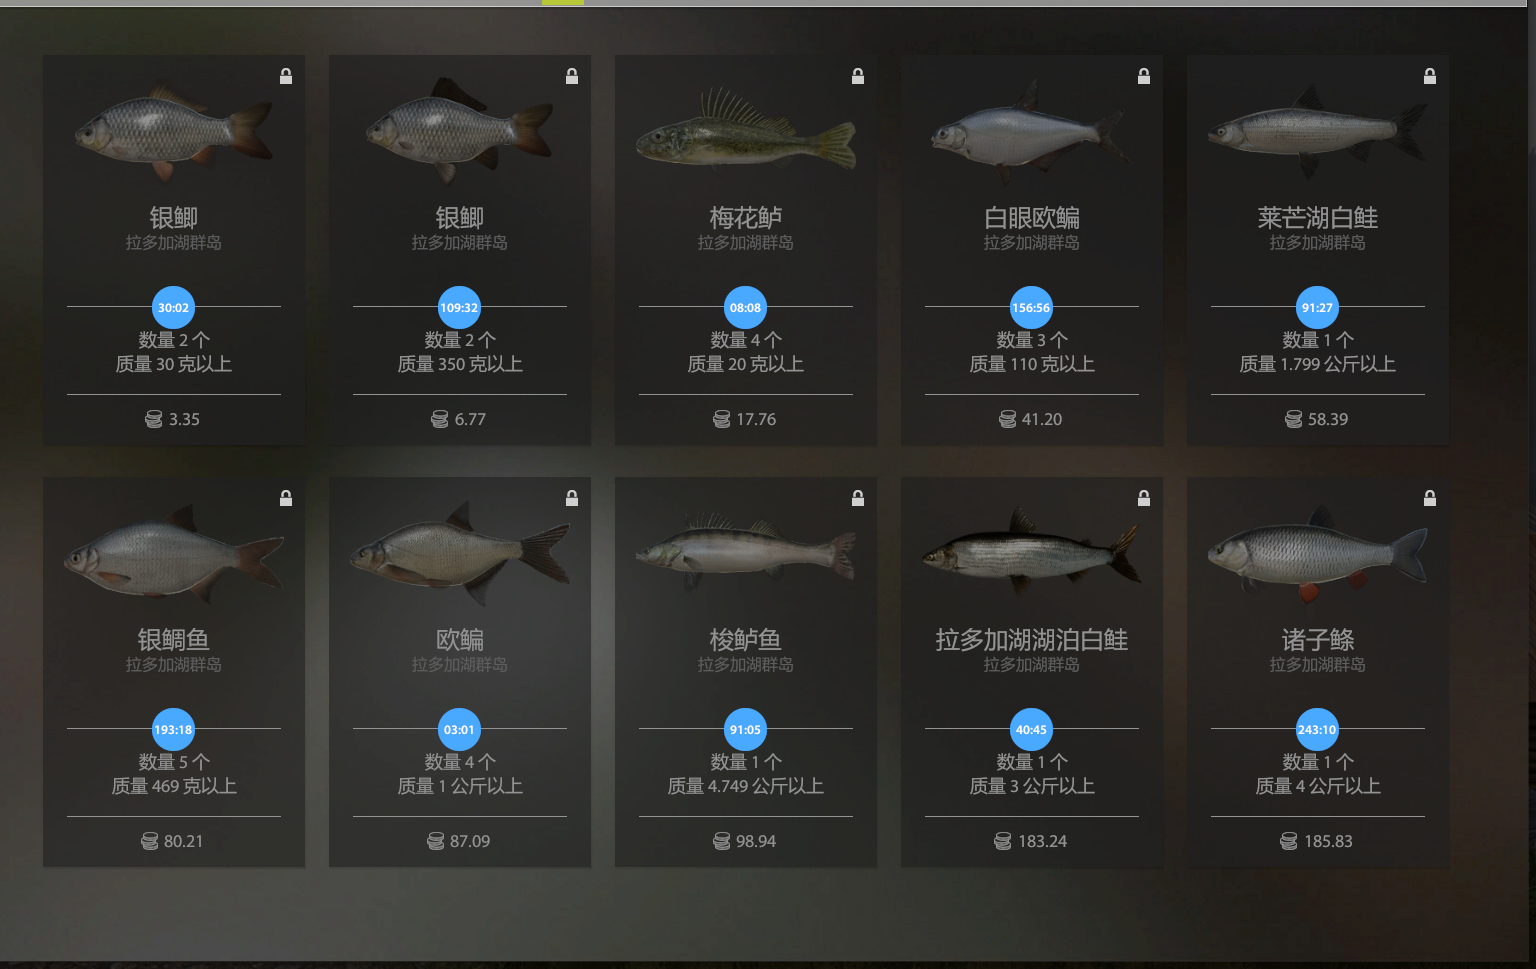 银鲫
拉多加湖群岛
30:02
数量 2 个
质量 30 克以上
3.35
银鲫
拉多加湖群岛
109:32
数量 2 个
质量 350 克以上
6.77
梅花鲈
拉多加湖群岛
08:08
数量 4 个
质量 20 克以上
17.76
白眼欧鳊
拉多加湖群岛
156:56
数量 3 个
质量 110 克以上
41.20
莱芒湖白鲑
拉多加湖群岛
91:27
数量 1 个
质量 1.799 公斤以上
58.39
银鲷鱼
拉多加湖群岛
193:18
数量 5 个
质量 469 克以上
80.21
欧鳊
拉多加湖群岛
03:01
数量 4 个
质量 1 公斤以上
87.09
梭鲈鱼
拉多加湖群岛
91:05
数量 1 个
质量 4.749 公斤以上
98.94
拉多加湖湖泊白鲑
拉多加湖群岛
40:45
数量 1 个
质量 3 公斤以上
183.24
诸子鲦
拉多加湖群岛
243:10
数量 1 个
质量 4 公斤以上
185.83